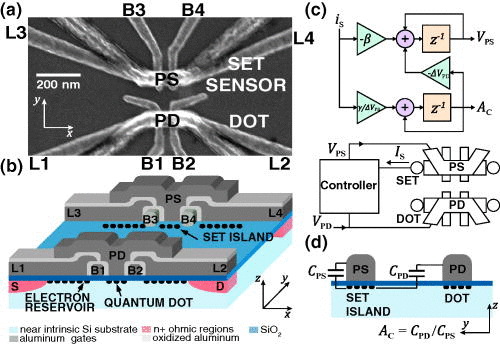 (a)
B3 B4
L3
L4
PS
SET
SENSOR
200 nm
y
x
PD
DOT
L1
B1 B2
L2
(b)
PS
L3
B3
B4
L4
PD
SET ISLAND
L1
B1
B2
L2
S
D
ELECTRON
RESERVOIR
QUANTUM DOT
z
y
x
near intrinsic Si substrate
n+ ohmic regions
SiO₂
aluminum gates
oxidized aluminum
(c)
iS
-β
+
z⁻¹
VPS
-ΔVPD
γ/ΔVPD
+
z⁻¹
AC
VPS
IS
PS
SET
Controller
DOT
PD
VPD
(d)
CPS
PS
CPD
PD
SET
ISLAND
DOT
z
x
AC = CPD/CPS